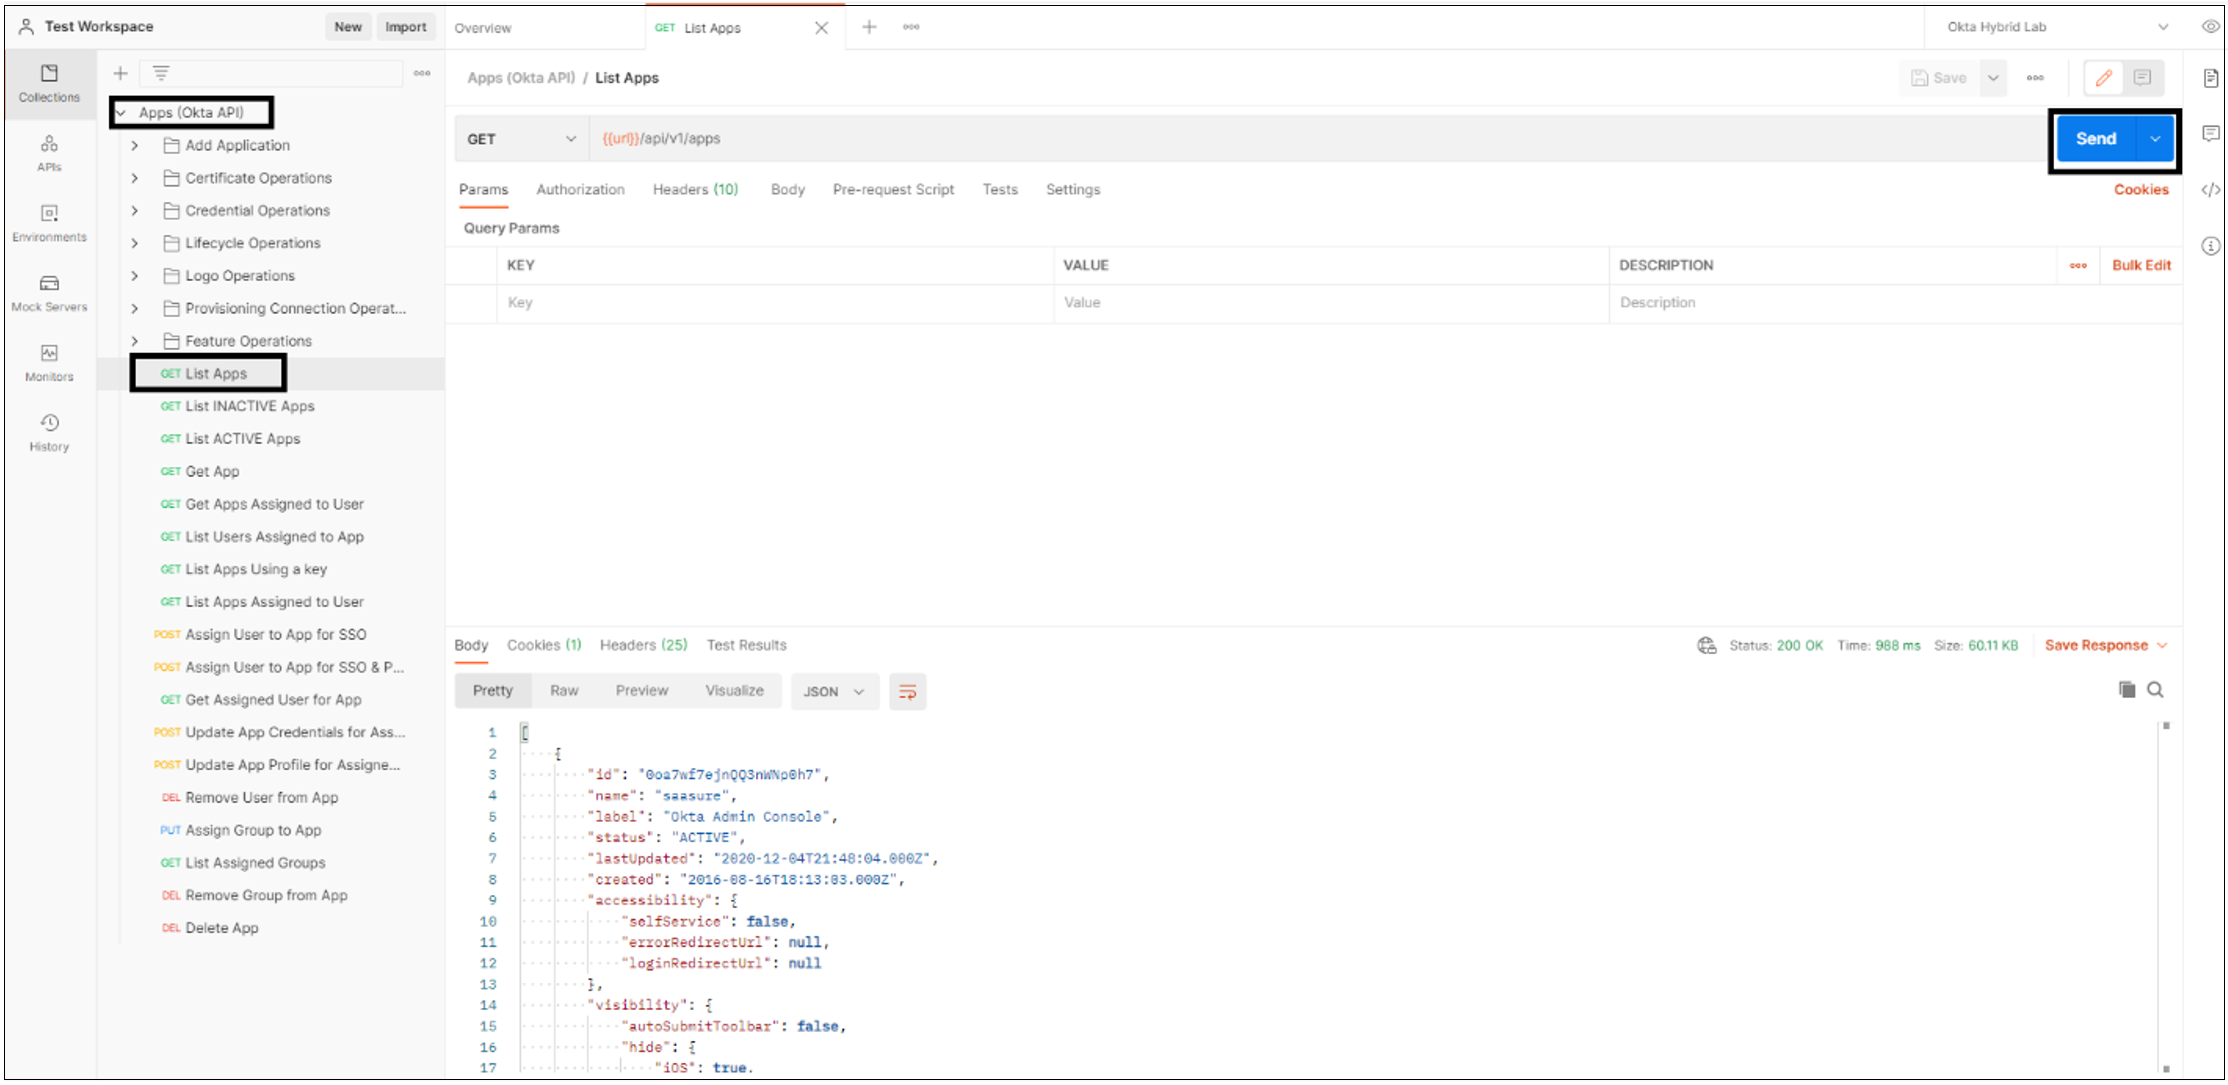 Test Workspace
New
Import
Overview
GET List Apps
Okta Hybrid Lab
Collections
APIs
Environments
Mock Servers
Monitors
History
Apps (Okta API)
Add Application
Certificate Operations
Credential Operations
Lifecycle Operations
Logo Operations
Provisioning Connection Operat...
Feature Operations
GET List Apps
GET List INACTIVE Apps
GET List ACTIVE Apps
GET Get App
GET Get Apps Assigned to User
GET List Users Assigned to App
GET List Apps Using a key
GET List Apps Assigned to User
POST Assign User to App for SSO
POST Assign User to App for SSO & P...
GET Get Assigned User for App
POST Update App Credentials for Ass...
POST Update App Profile for Assigne...
DEL Remove User from App
PUT Assign Group to App
GET List Assigned Groups
DEL Remove Group from App
DEL Delete App
Apps (Okta API) / List Apps
Save
GET
{{url}}/api/v1/apps
Send
Params Authorization Headers (10) Body Pre-request Script Tests Settings
Cookies
Query Params
KEY VALUE DESCRIPTION
Bulk Edit
Key Value Description
Body Cookies (1) Headers (25) Test Results
Status: 200 OK Time: 988 ms Size: 60.11 KB
Save Response
Pretty Raw Preview Visualize JSON
1 [
2 {
3 "id": "0oa7wf7ejnQQ3nWNp0h7",
4 "name": "saasure",
5 "label": "Okta Admin Console",
6 "status": "ACTIVE",
7 "lastUpdated": "2020-12-04T21:48:04.000Z",
8 "created": "2016-08-16T18:13:03.000Z",
9 "accessibility": {
10 "selfService": false,
11 "errorRedirectUrl": null,
12 "loginRedirectUrl": null
13 },
14 "visibility": {
15 "autoSubmitToolbar": false,
16 "hide": {
17 "iOS": true,